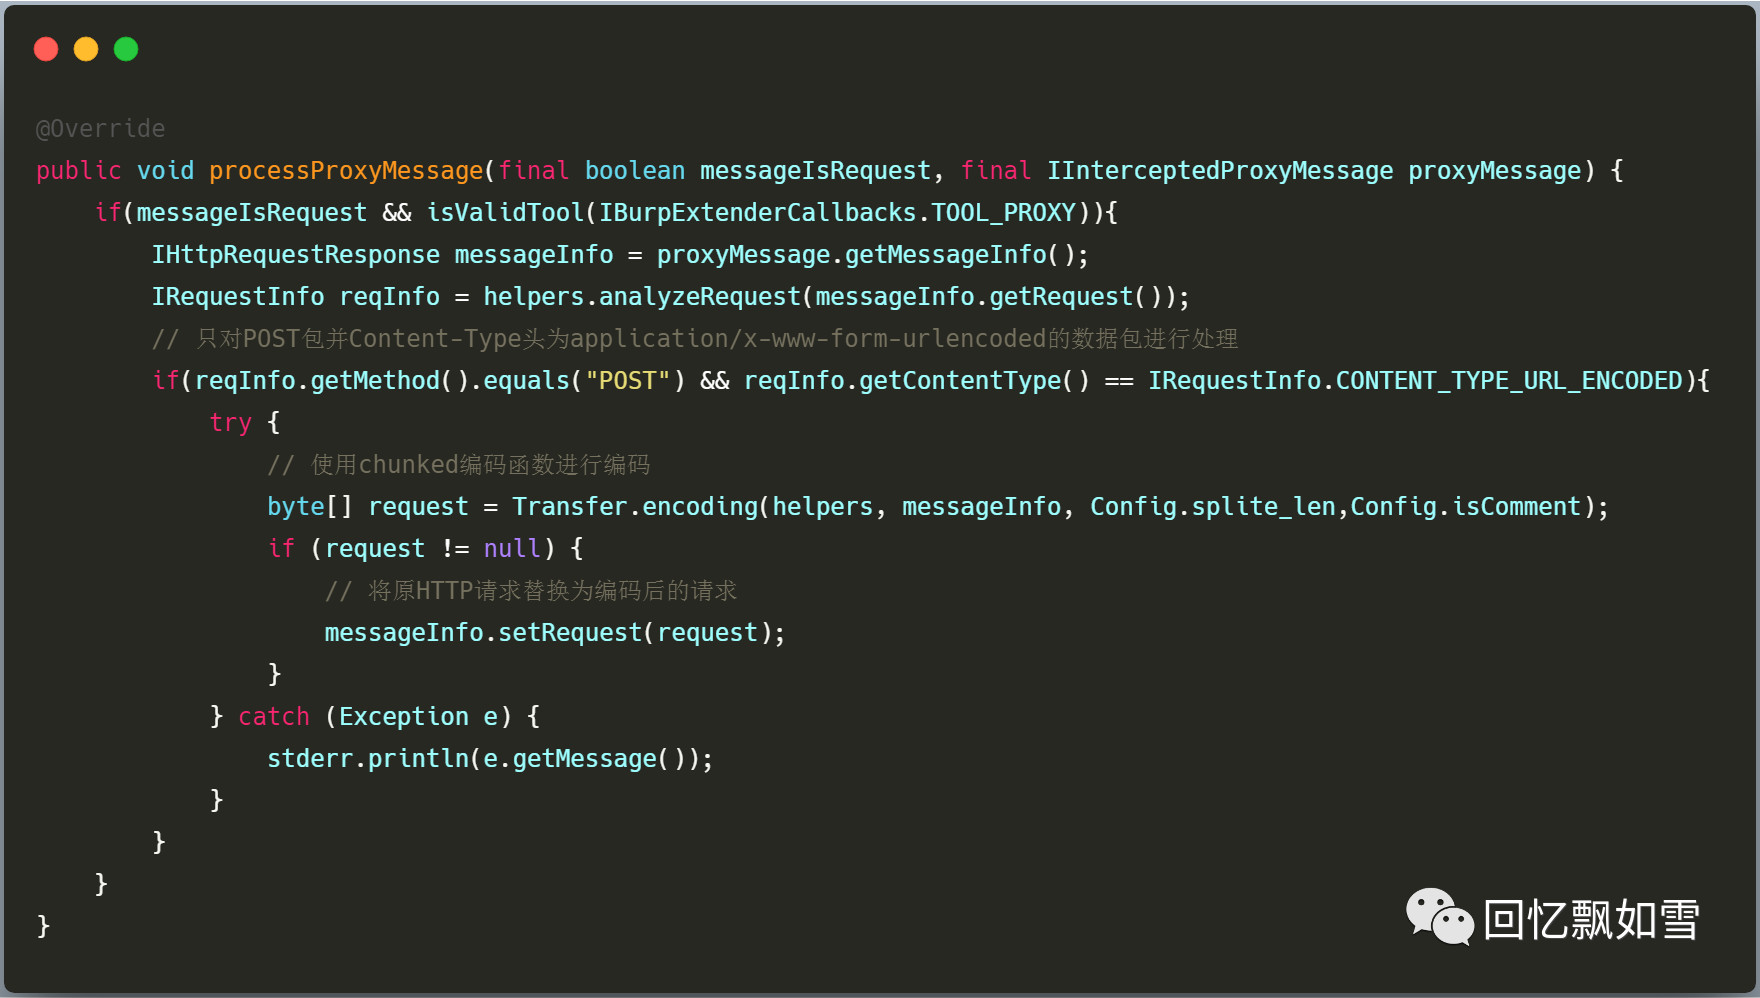 @Override
public void processProxyMessage(final boolean messageIsRequest, final IInterceptedProxyMessage proxyMessage) {
    if(messageIsRequest && isValidTool(IBurpExtenderCallbacks.TOOL_PROXY)){
        IHttpRequestResponse messageInfo = proxyMessage.getMessageInfo();
        IRequestInfo reqInfo = helpers.analyzeRequest(messageInfo.getRequest());
        // 只对POST包并Content-Type头为application/x-www-form-urlencoded的数据包进行处理
        if(reqInfo.getMethod().equals("POST") && reqInfo.getContentType() == IRequestInfo.CONTENT_TYPE_URL_ENCODED){
            try {
                // 使用chunked编码函数进行编码
                byte[] request = Transfer.encoding(helpers, messageInfo, Config.splite_len,Config.isComment);
                if (request != null) {
                    // 将原HTTP请求替换为编码后的请求
                    messageInfo.setRequest(request);
                }
            } catch (Exception e) {
                stderr.println(e.getMessage());
            }
        }
    }
}
回忆飘如雪